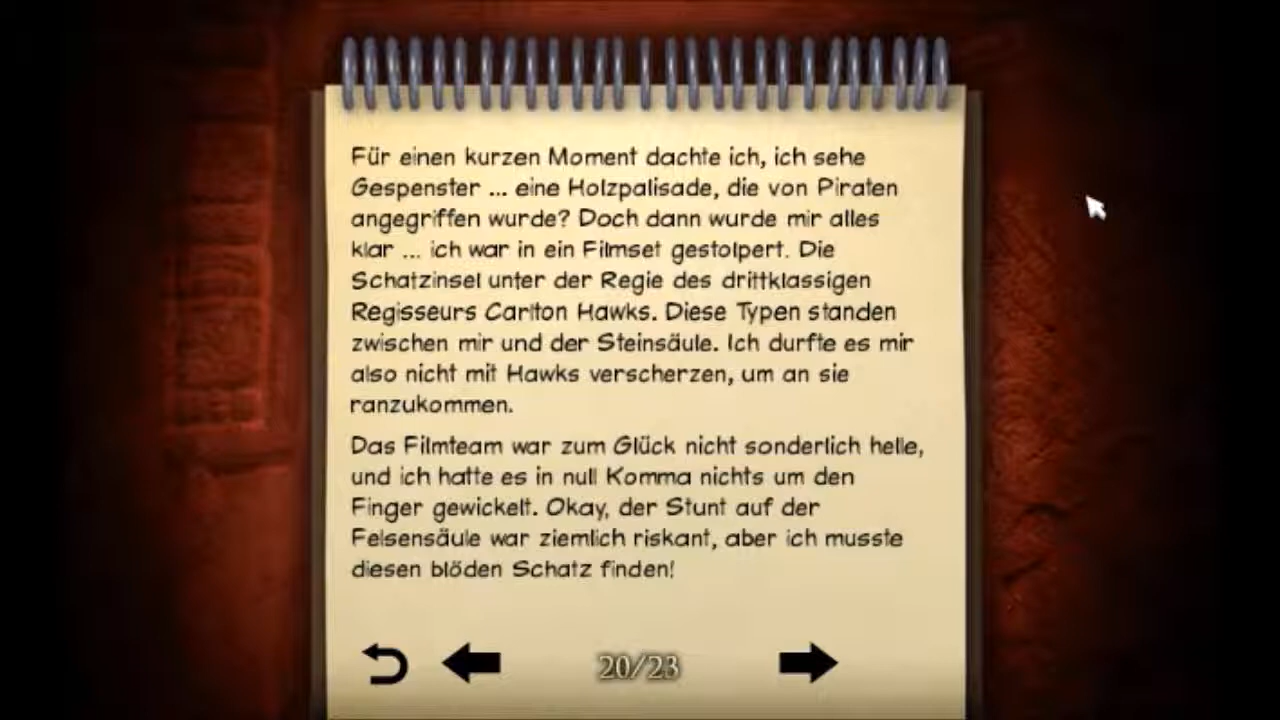 Für einen kurzen Moment dachte ich, ich sehe
Gespenster ... eine Holzpalisade, die von Piraten
angegriffen wurde? Doch dann wurde mir alles
klar ... ich war in ein Filmset gestolpert. Die
Schatzinsel unter der Regie des drittklassigen
Regisseurs Carlton Hawks. Diese Typen standen
zwischen mir und der Steinsäule. Ich durfte es mir
also nicht mit Hawks verscherzen, um an sie
ranzukommen.
Das Filmteam war zum Glück nicht sonderlich helle,
und ich hatte es in null Komma nichts um den
Finger gewickelt. Okay, der Stunt auf der
Felsensäule war ziemlich riskant, aber ich musste
diesen blöden Schatz finden!
20/23